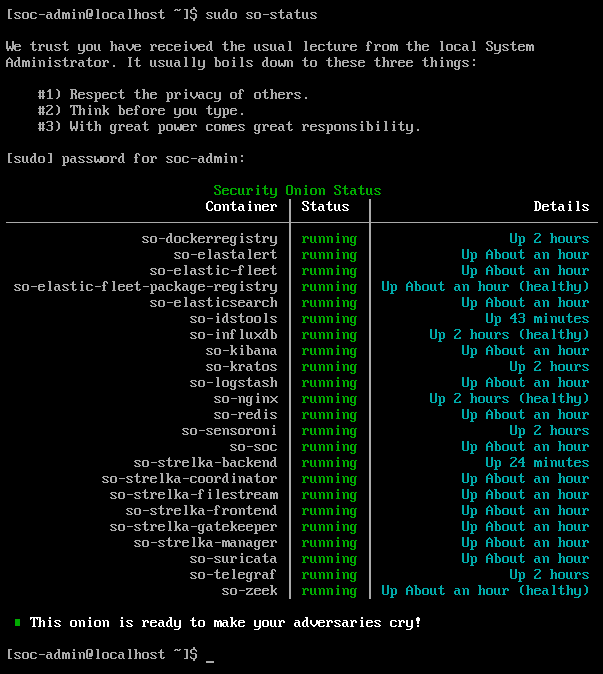 [soc-admin@localhost ~]$ sudo so-status
We trust you have received the usual lecture from the local System
Administrator. It usually boils down to these three things:
#1) Respect the privacy of others.
#2) Think before you type.
#3) With great power comes great responsibility.
[sudo] password for soc-admin:
Security Onion Status
Container | Status | Details
so-dockerregistry | running | Up 2 hours
so-elastalert | running | Up About an hour
so-elastic-fleet | running | Up About an hour
so-elastic-fleet-package-registry | running | Up About an hour (healthy)
so-elasticsearch | running | Up About an hour
so-idstools | running | Up 43 minutes
so-influxdb | running | Up 2 hours (healthy)
so-kibana | running | Up About an hour
so-kratos | running | Up 2 hours
so-logstash | running | Up About an hour
so-nginx | running | Up 2 hours (healthy)
so-redis | running | Up About an hour
so-sensoroni | running | Up 2 hours
so-soc | running | Up About an hour
so-strelka-backend | running | Up 24 minutes
so-strelka-coordinator | running | Up About an hour
so-strelka-filestream | running | Up About an hour
so-strelka-frontend | running | Up About an hour
so-strelka-gatekeeper | running | Up About an hour
so-strelka-manager | running | Up About an hour
so-suricata | running | Up About an hour
so-telegraf | running | Up 2 hours
so-zeek | running | Up About an hour (healthy)
This onion is ready to make your adversaries cry!
[soc-admin@localhost ~]$ _